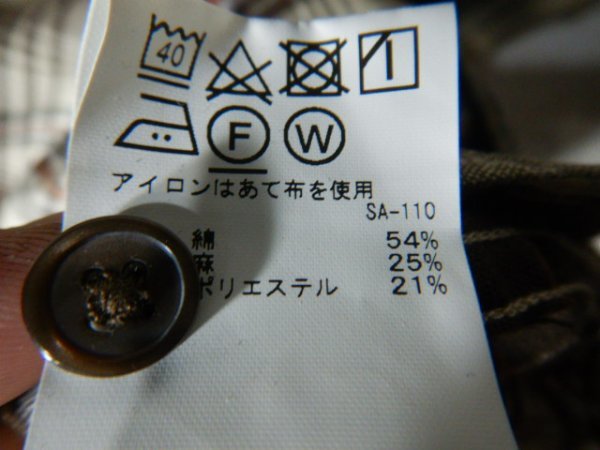 40
F W
アイロンはあて布を使用
SA-110
綿 54%
麻 25%
ポリエステル 21%